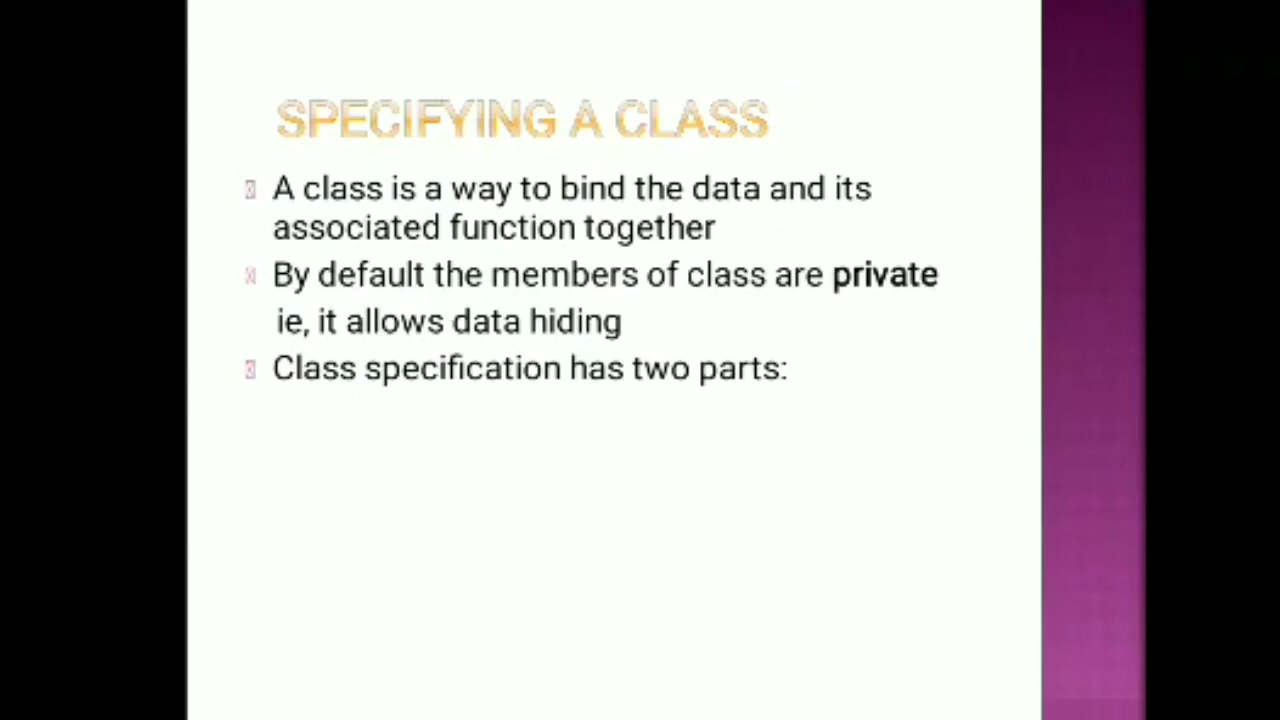 SPECIFYING A CLASS
A class is a way to bind the data and its
associated function together
By default the members of class are private
ie, it allows data hiding
Class specification has two parts: